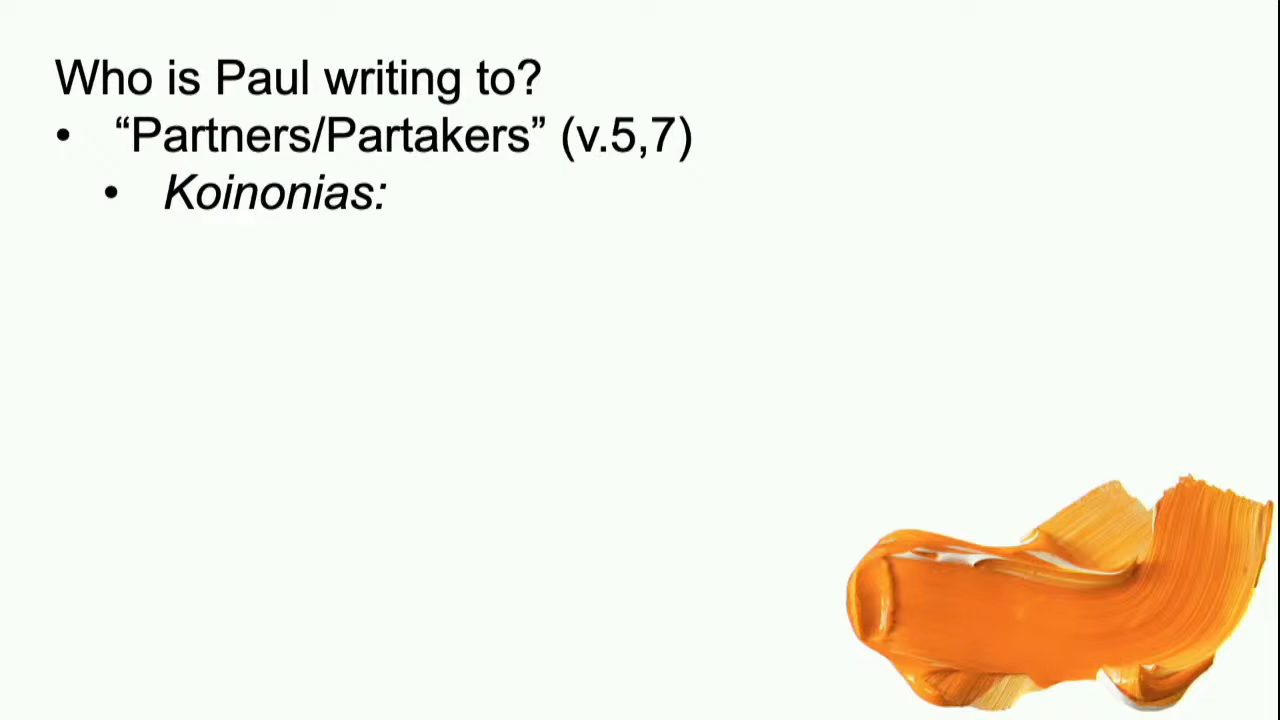 Who is Paul writing to?
• “Partners/Partakers” (v.5,7)
• Koinonias: